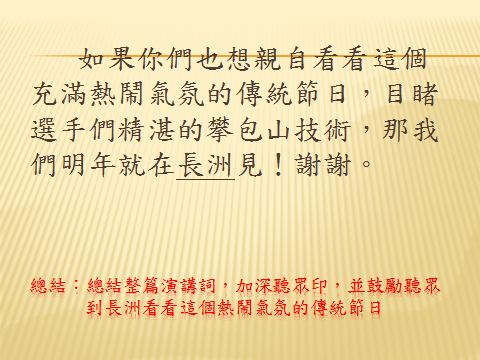 如果你們也想親自看看這個
充滿熱鬧氣氛的傳統節日，目睹
選手們精湛的攀包山技術，那我
們明年就在長洲見！謝謝。
總結：總結整篇演講詞，加深聽眾印，並鼓勵聽眾
到長洲看看這個熱鬧氣氛的傳統節日